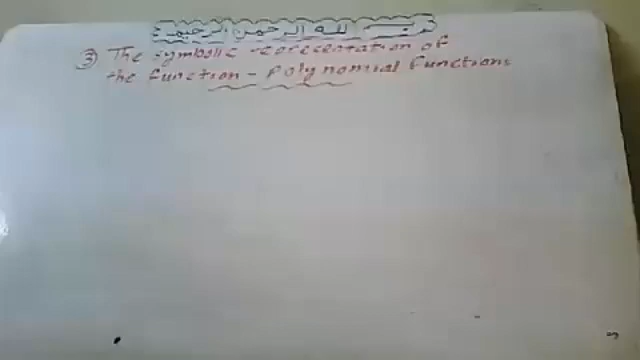 بسم الله الرحمن الرحيم
③ The symbolic representation of
the function - Polynomial Functions